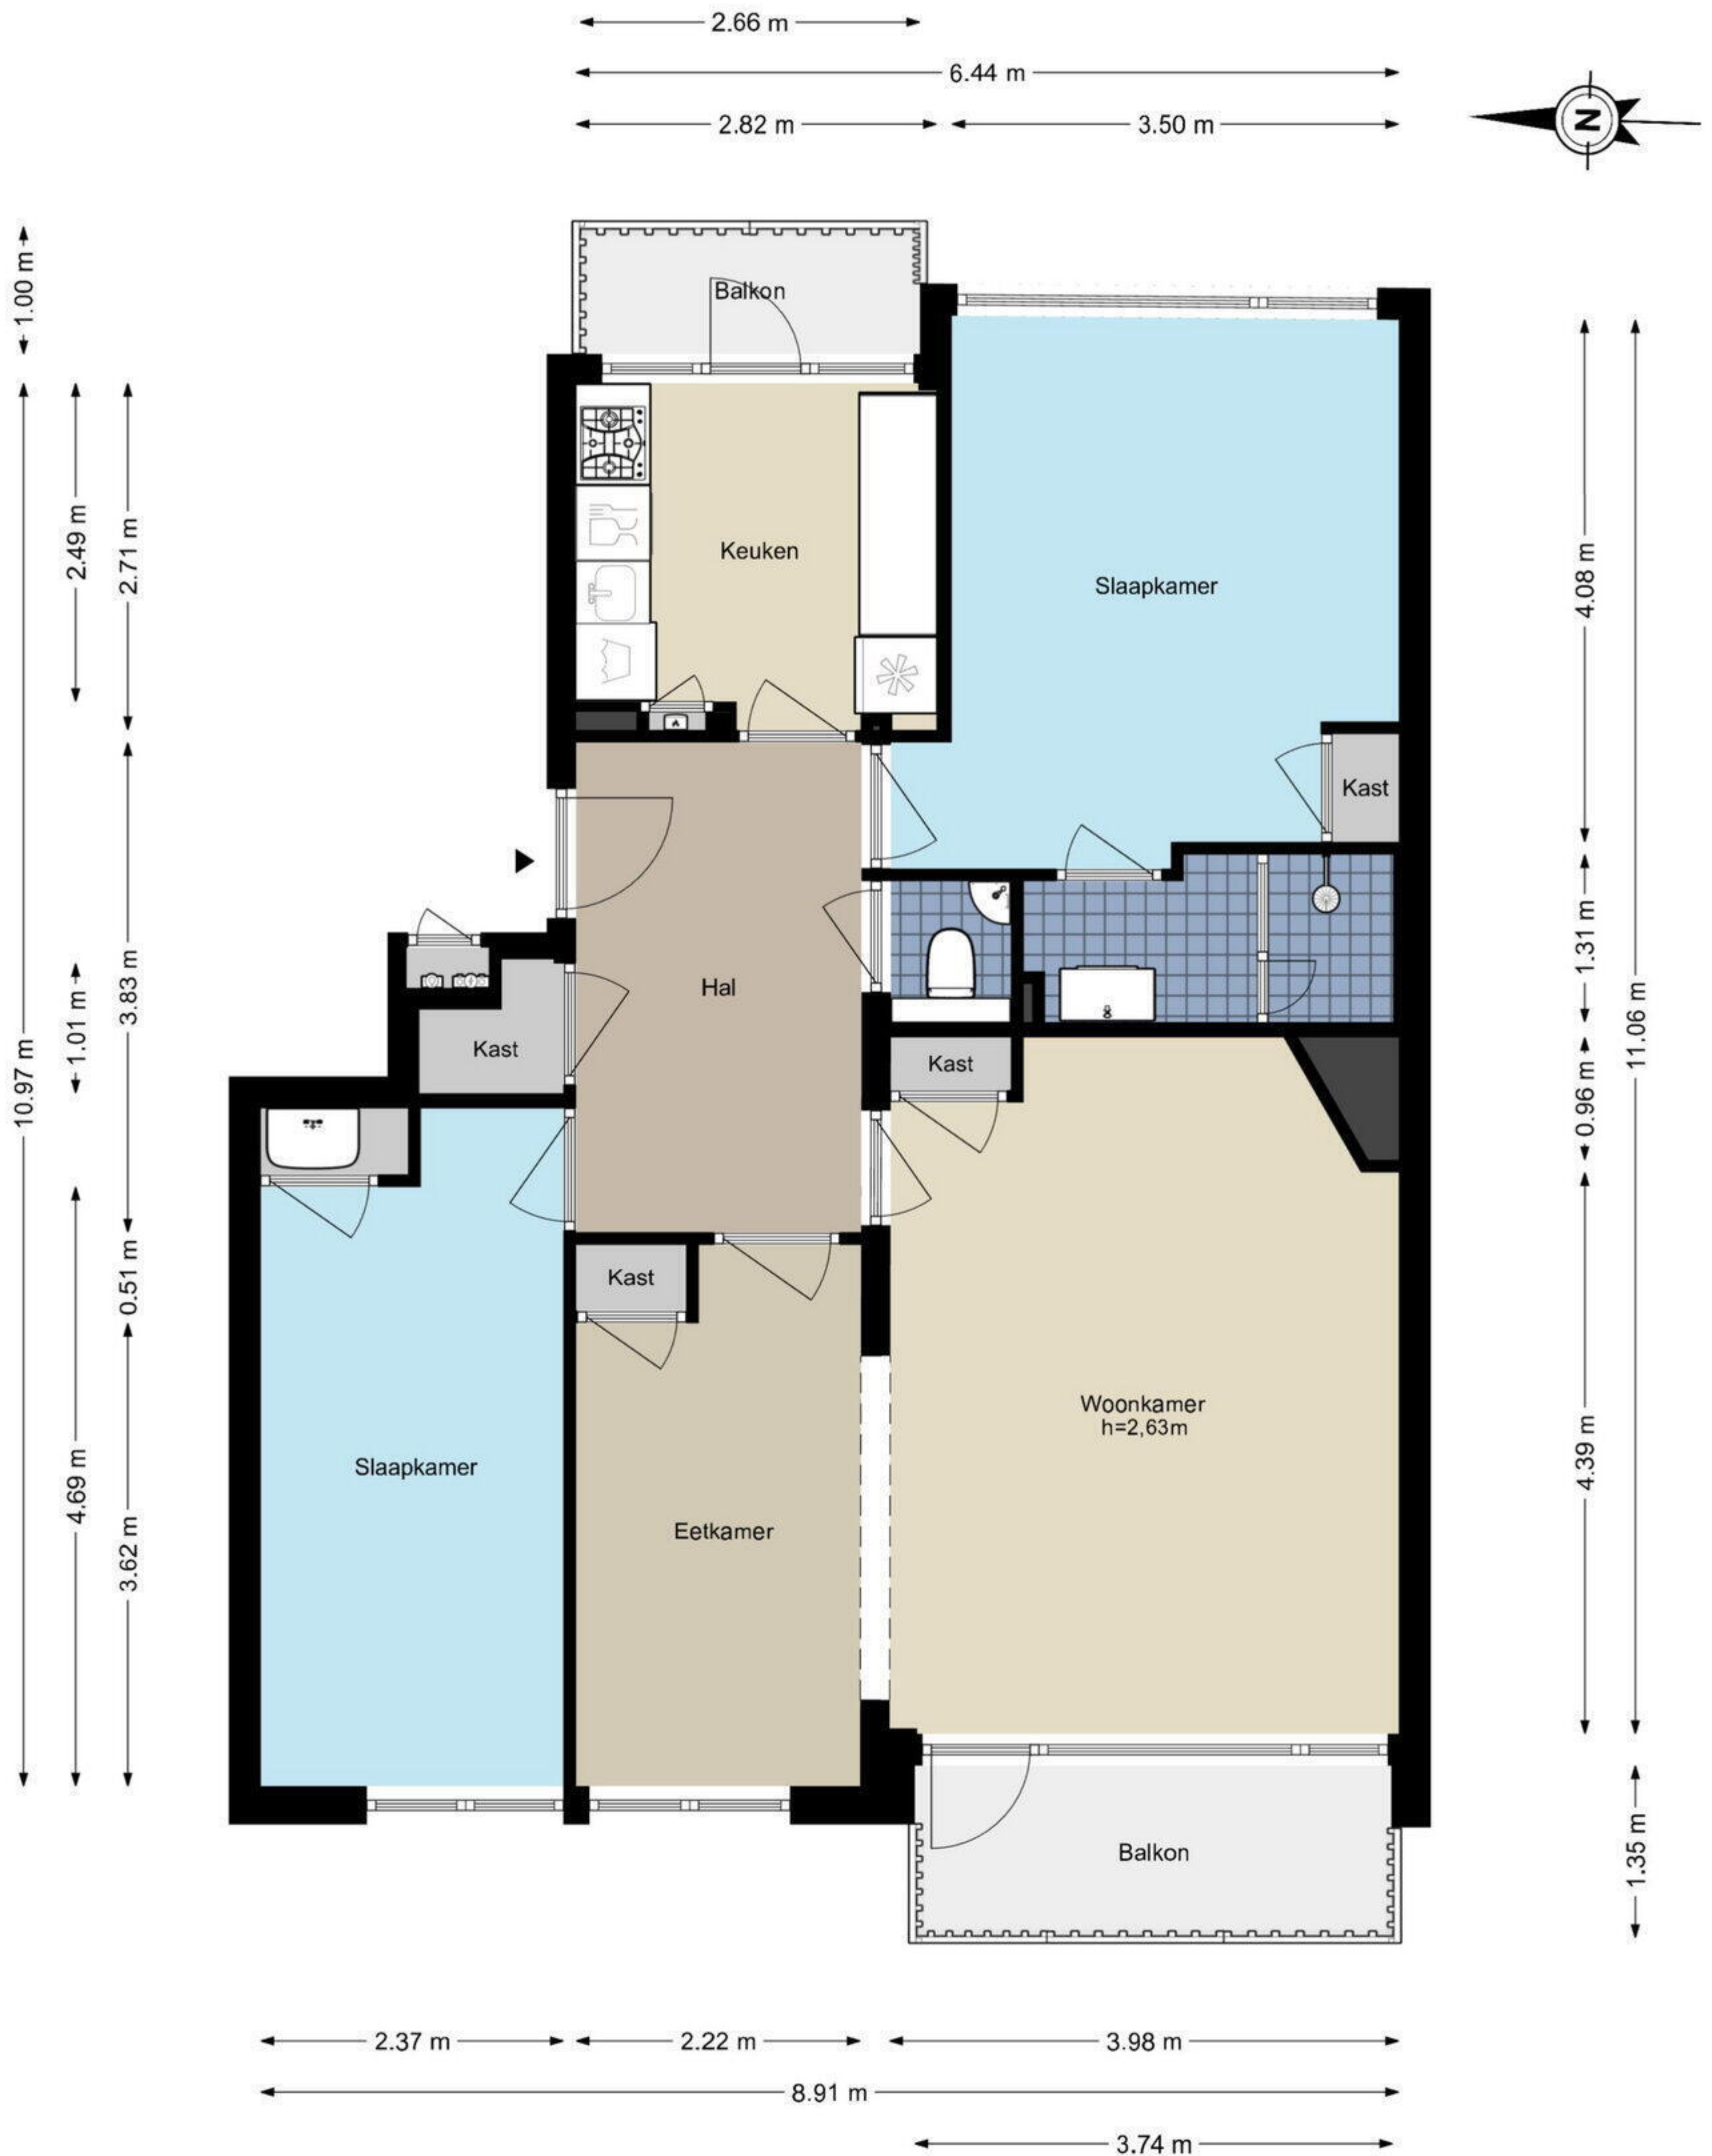 2.66 m
6.44 m
2.82 m
3.50 m
N
1.00 m
Balkon
2.49 m
2.71 m
Keuken
Slaapkamer
4.08 m
Kast
10.97 m
1.01 m
3.83 m
Hal
Kast
Kast
1.31 m
0.96 m
11.06 m
0.51 m
Kast
4.69 m
3.62 m
Slaapkamer
Eetkamer
Woonkamer
h=2,63m
4.39 m
Balkon
1.35 m
2.37 m
2.22 m
3.98 m
8.91 m
3.74 m